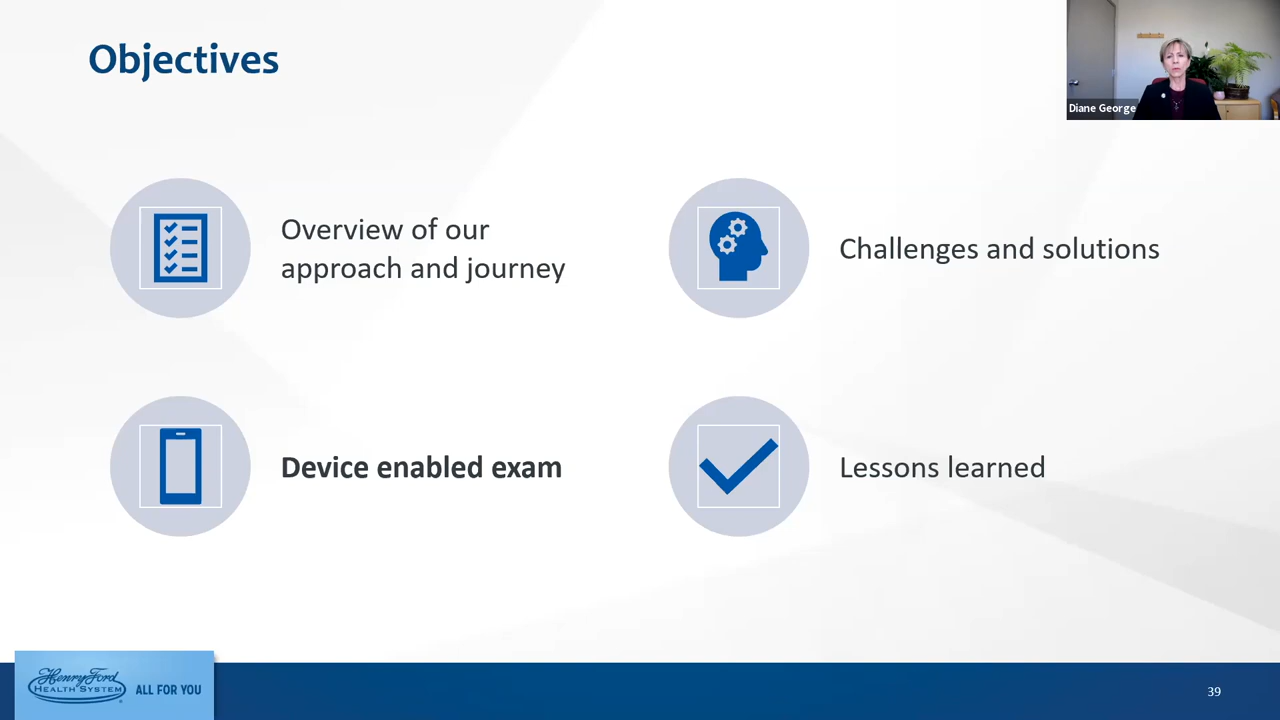 Objectives
Diane George
Overview of our
approach and journey
Challenges and solutions
Device enabled exam
Lessons learned
Henry Ford
HEALTH SYSTEM
ALL FOR YOU
39